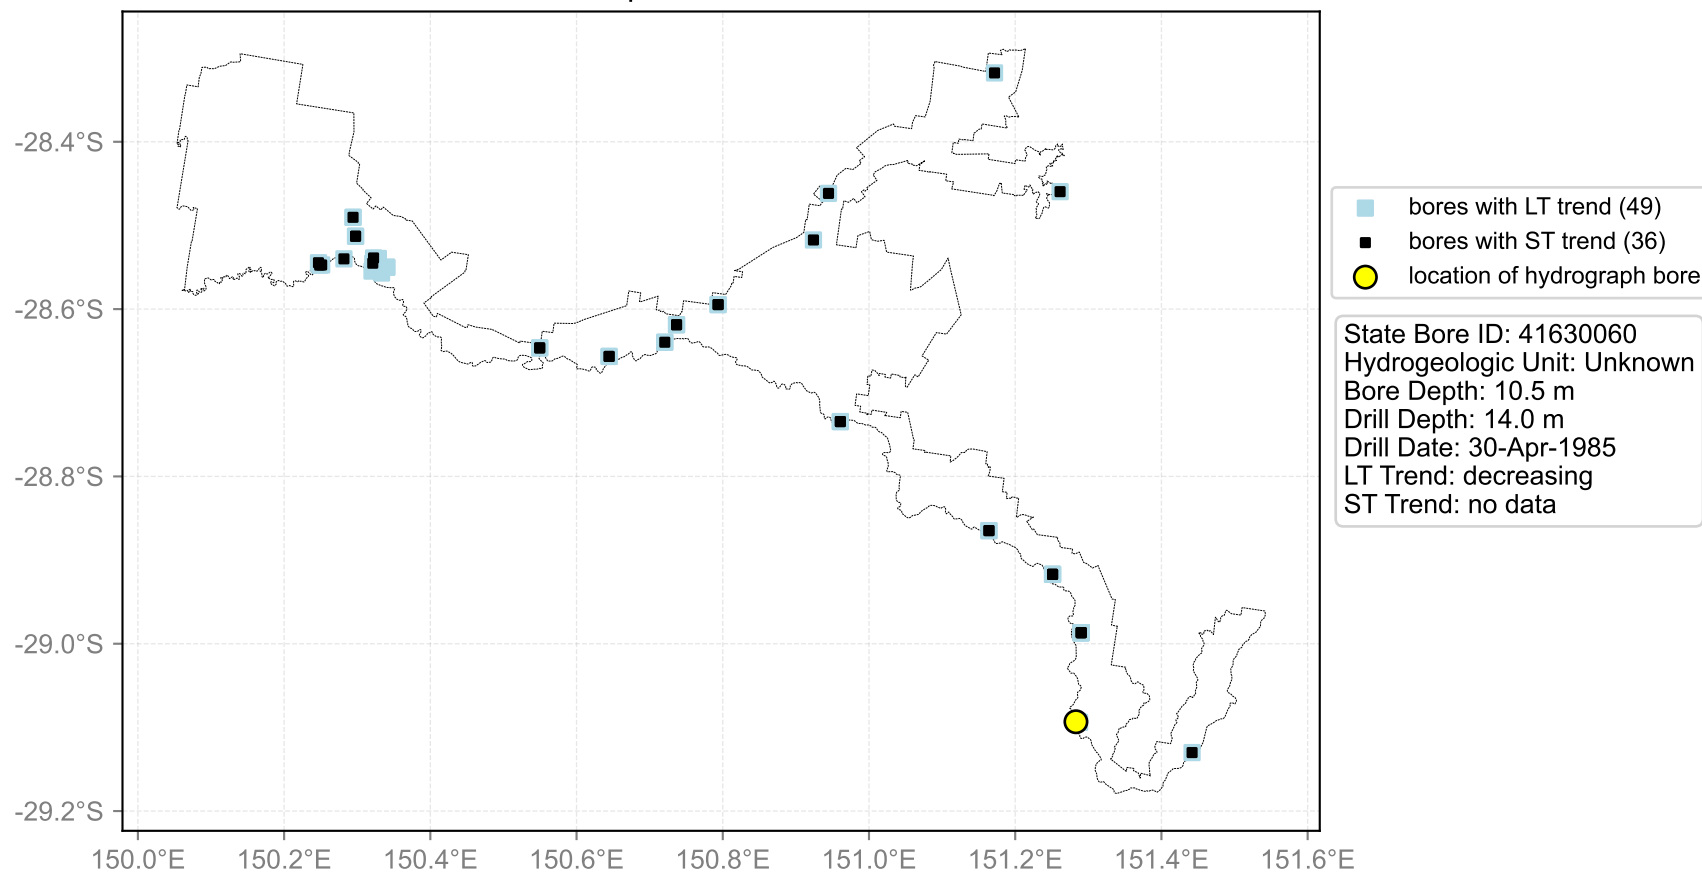 -28.4°S
-28.6°S
-28.8°S
-29.0°S
-29.2°S
150.0°E
150.2°E
150.4°E
150.6°E
150.8°E
151.0°E
151.2°E
151.4°E
151.6°E
bores with LT trend (49)
bores with ST trend (36)
location of hydrograph bore
State Bore ID: 41630060
Hydrogeologic Unit: Unknown
Bore Depth: 10.5 m
Drill Depth: 14.0 m
Drill Date: 30-Apr-1985
LT Trend: decreasing
ST Trend: no data